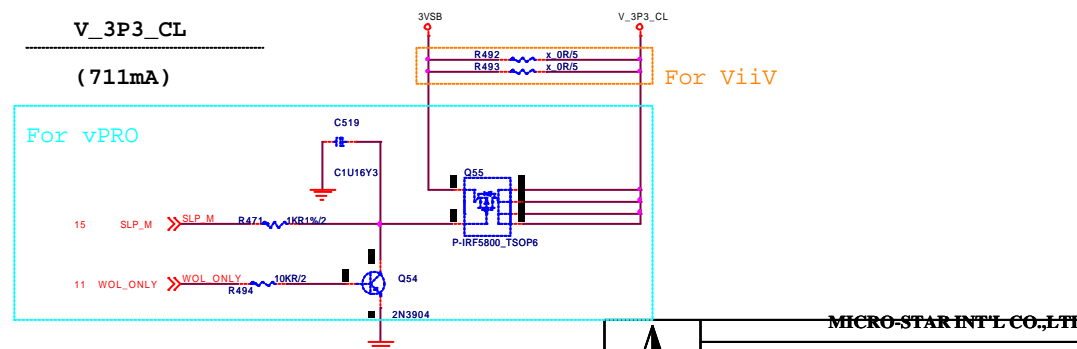 3VSB
V_3P3_CL
V_3P3_CL
R492
x_0R/5
R493
x_0R/5
(711mA)
For ViiV
For vPRO
C519
C1U16Y3
Q55
15
SLP_M
SLP_M
R471
1KR1%/2
P-IRF5800_TSOP6
11
WOL_ONLY
WOL_ONLY
10KR/2
R494
Q54
2N3904
MICRO-STAR INT'L CO.,LT